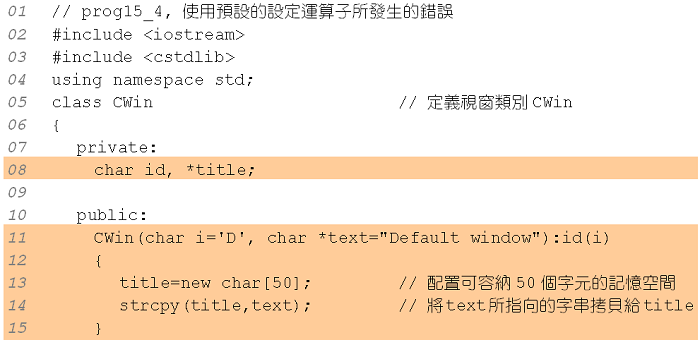 01 // prog15_4, 使用預設的設定運算子所發生的錯誤
02 #include <iostream>
03 #include <cstdlib>
04 using namespace std;
05 class CWin // 定義視窗類別 CWin
06 {
07 private:
08 char id, *title;
09
10 public:
11 CWin(char i='D', char *text="Default window"):id(i)
12 {
13 title=new char[50]; // 配置可容納 50 個字元的記憶空間
14 strcpy(title,text); // 將text所指向的字串拷貝給title
15 }